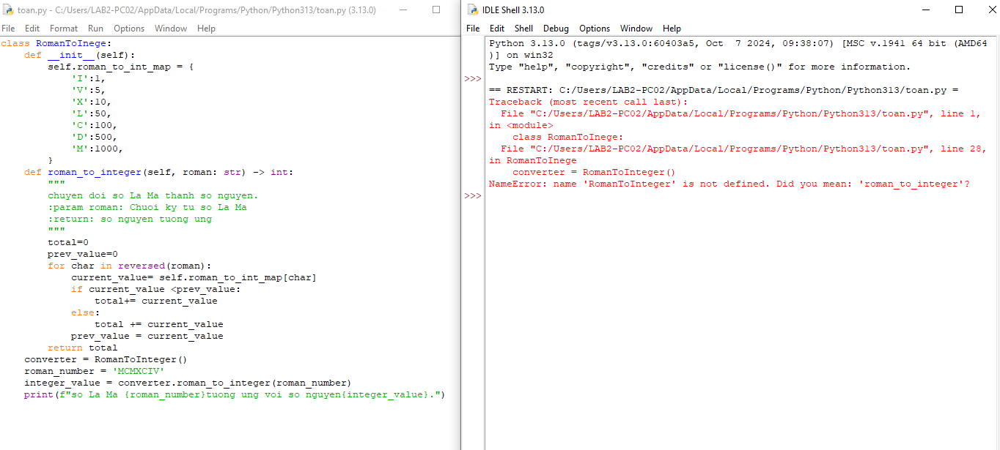 toan.py - C:/Users/LAB2-PC02/AppData/Local/Programs/Python/Python313/toan.py (3.13.0)
File Edit Format Run Options Window Help
class RomanToInege:
    def __init__(self):
        self.roman_to_int_map = {
            'I':1,
            'V':5,
            'X':10,
            'L':50,
            'C':100,
            'D':500,
            'M':1000,
        }
    def roman_to_integer(self, roman: str) -> int:
        """
        chuyen doi so La Ma thanh so nguyen.
        :param roman: Chuoi ky tu so La Ma
        :return: so nguyen tuong ung
        """
        total=0
        prev_value=0
        for char in reversed(roman):
            current_value= self.roman_to_int_map[char]
            if current_value <prev_value:
                total+= current_value
            else:
                total += current_value
            prev_value = current_value
        return total
    converter = RomanToInteger()
    roman_number = 'MCMXCIV'
    integer_value = converter.roman_to_integer(roman_number)
    print(f"so La Ma {roman_number}tuong ung voi so nguyen{integer_value}.")
IDLE Shell 3.13.0
File Edit Shell Debug Options Window Help
Python 3.13.0 (tags/v3.13.0:60403a5, Oct  7 2024, 09:38:07) [MSC v.1941 64 bit (AMD64
)] on win32
Type "help", "copyright", "credits" or "license()" for more information.
>>>
== RESTART: C:/Users/LAB2-PC02/AppData/Local/Programs/Python/Python313/toan.py =
Traceback (most recent call last):
  File "C:/Users/LAB2-PC02/AppData/Local/Programs/Python/Python313/toan.py", line 1,
in <module>
    class RomanToInege:
  File "C:/Users/LAB2-PC02/AppData/Local/Programs/Python/Python313/toan.py", line 28,
in RomanToInege
    converter = RomanToInteger()
NameError: name 'RomanToInteger' is not defined. Did you mean: 'roman_to_integer'?
>>>